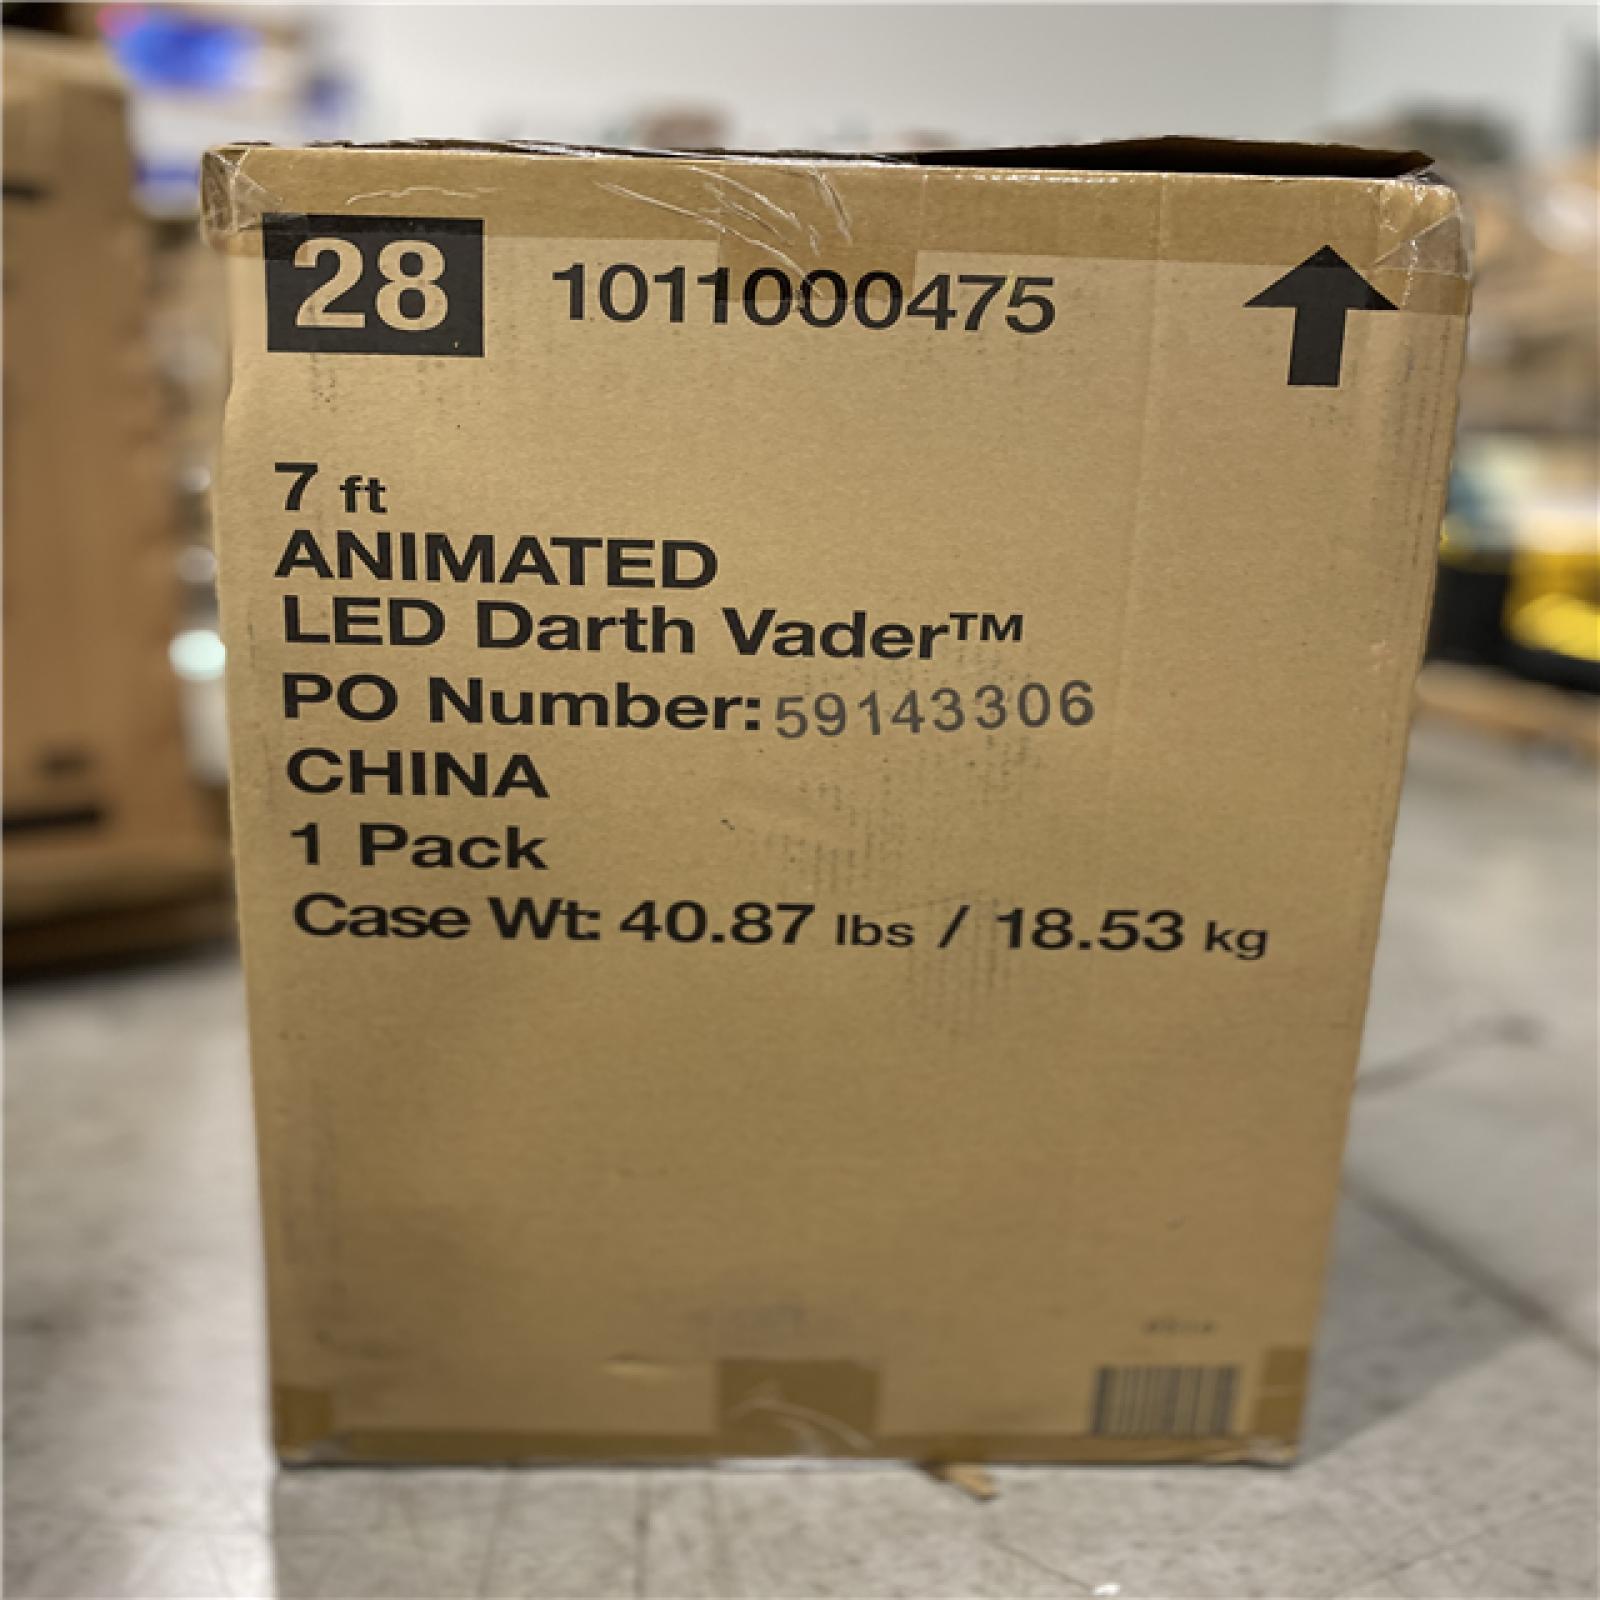 28 1011000475
7 ft
ANIMATED
LED Darth Vader™
PO Number: 59143306
CHINA
1 Pack
Case Wt: 40.87 lbs / 18.53 kg